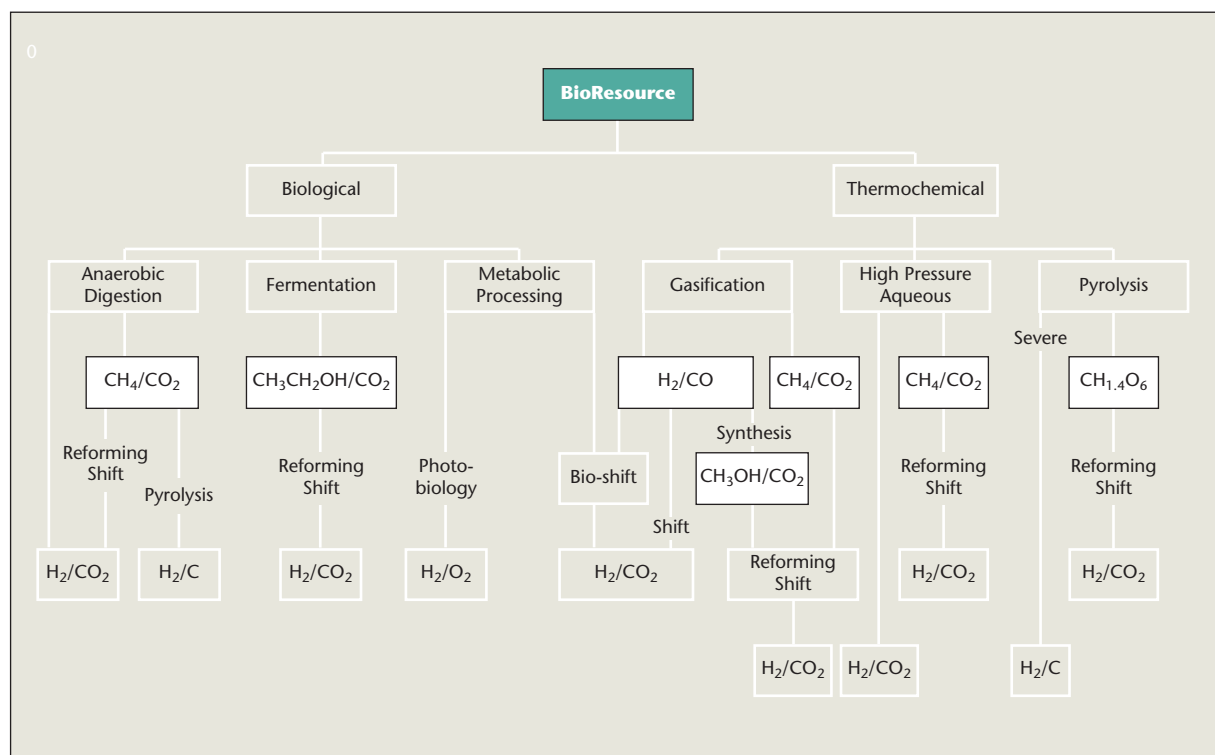 0
BioResource
Biological
Thermochemical
Anaerobic
Digestion
Fermentation
Metabolic
Processing
Gasification
High Pressure
Aqueous
Pyrolysis
Severe
CH₄/CO₂
CH₃CH₂OH/CO₂
H₂/CO
CH₄/CO₂
CH₄/CO₂
CH₁.₄O₆
Synthesis
Reforming
Shift
Pyrolysis
Reforming
Shift
Photo-
biology
Bio-shift
CH₃OH/CO₂
Reforming
Shift
Reforming
Shift
Shift
H₂/CO₂
H₂/C
H₂/CO₂
H₂/O₂
H₂/CO₂
Reforming
Shift
H₂/CO₂
H₂/CO₂
H₂/CO₂
H₂/CO₂
H₂/C